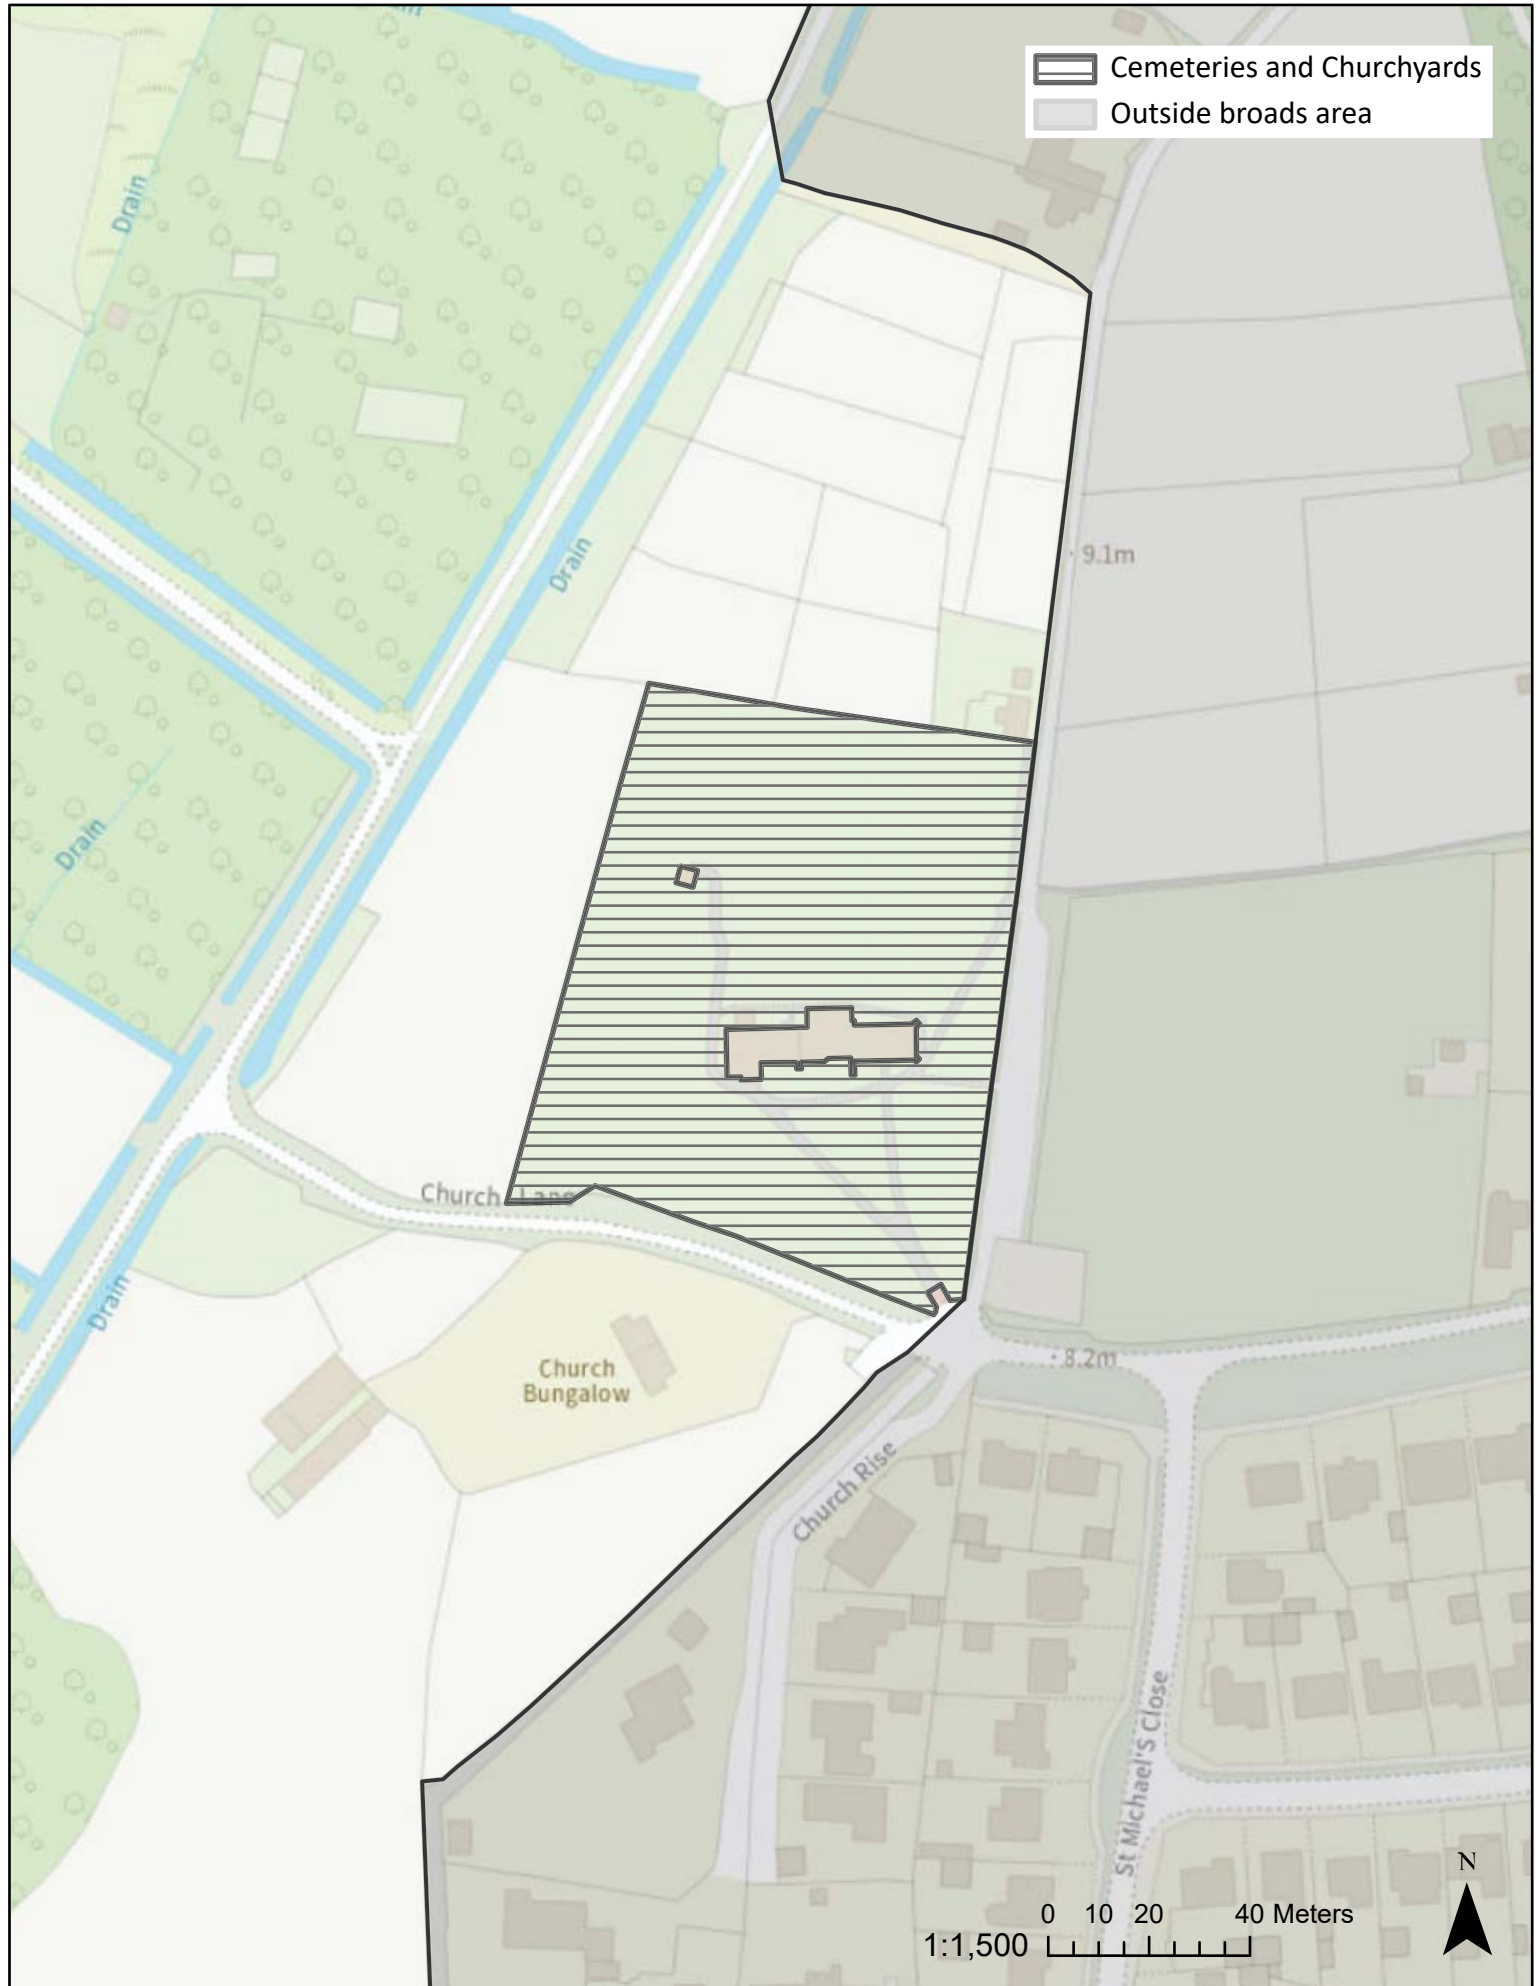 ain
Cemeteries and Churchyards
Outside broads area
Drain
Drain
9.1m
Drain
Church Lane
Drain
Church
Bungalow
8.2m
Church Rise
St Michael'S Close
N
0 10 20 40 Meters
1:1,500